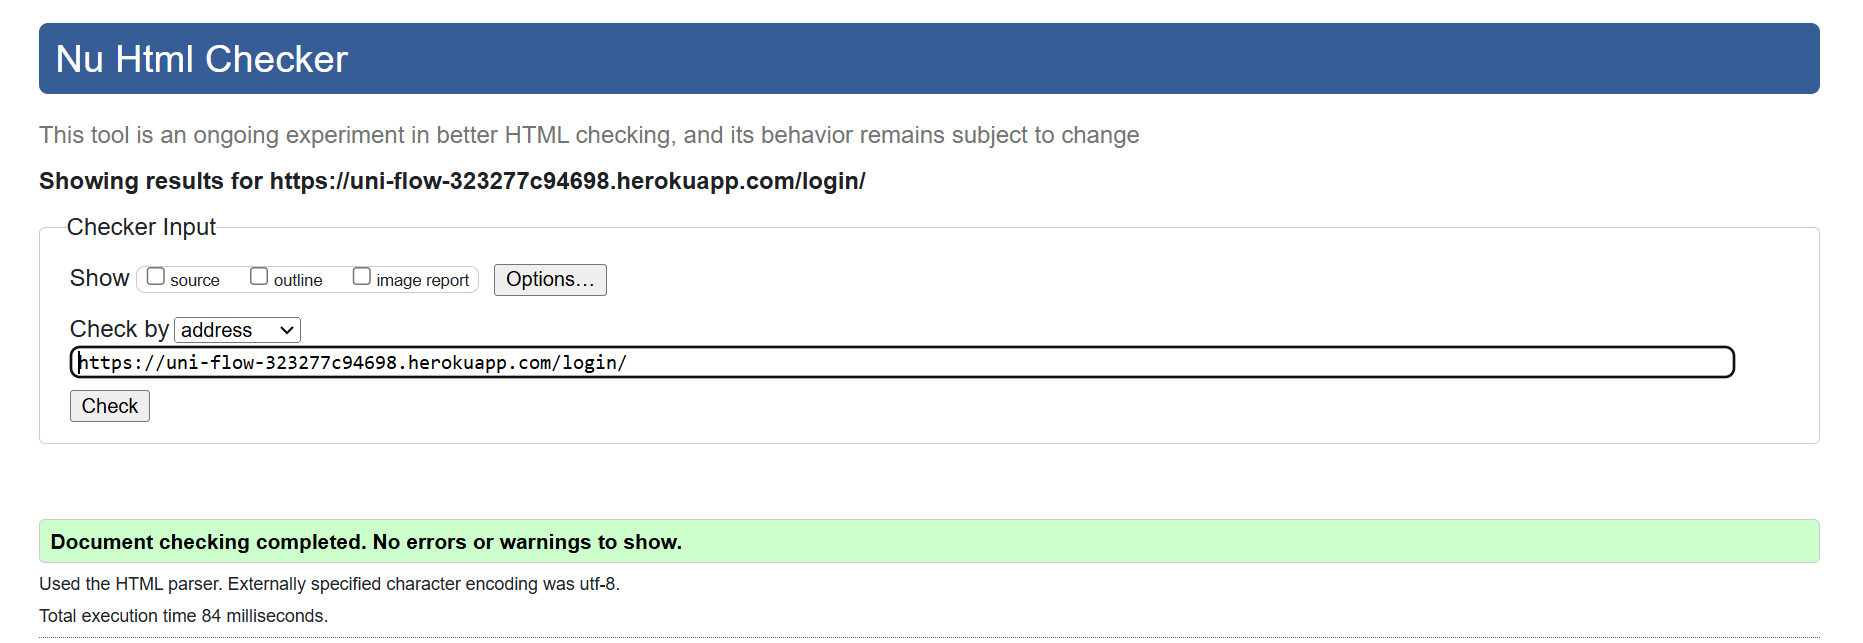 Nu Html Checker
This tool is an ongoing experiment in better HTML checking, and its behavior remains subject to change
Showing results for https://uni-flow-323277c94698.herokuapp.com/login/
Checker Input
Show source outline image report Options…
Check by address
https://uni-flow-323277c94698.herokuapp.com/login/
Check
Document checking completed. No errors or warnings to show.
Used the HTML parser. Externally specified character encoding was utf-8.
Total execution time 84 milliseconds.